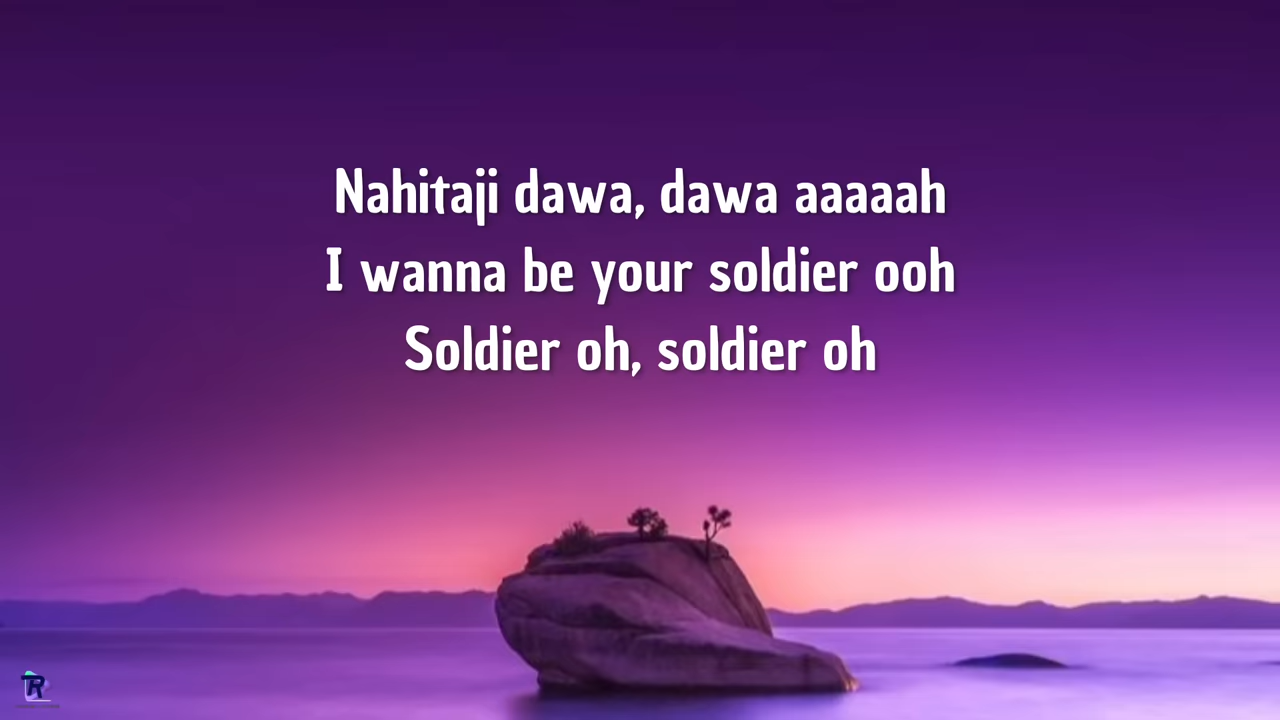 Nahitaji dawa, dawa aaaaah
I wanna be your soldier ooh
Soldier oh, soldier oh